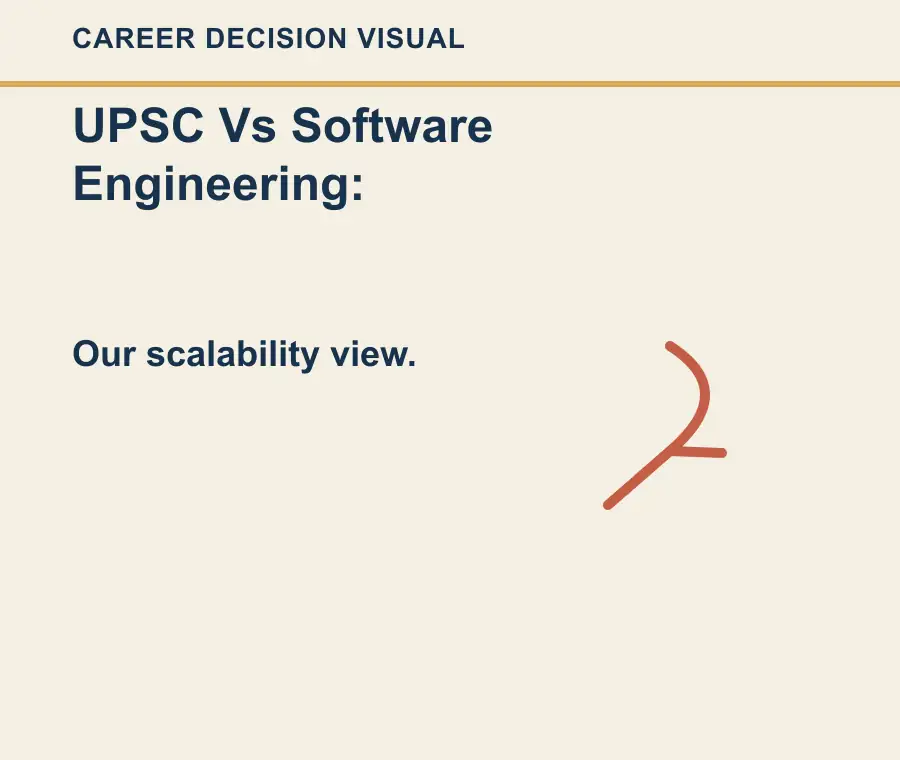 CAREER DECISION VISUAL
UPSC Vs Software
Engineering:
Our scalability view.